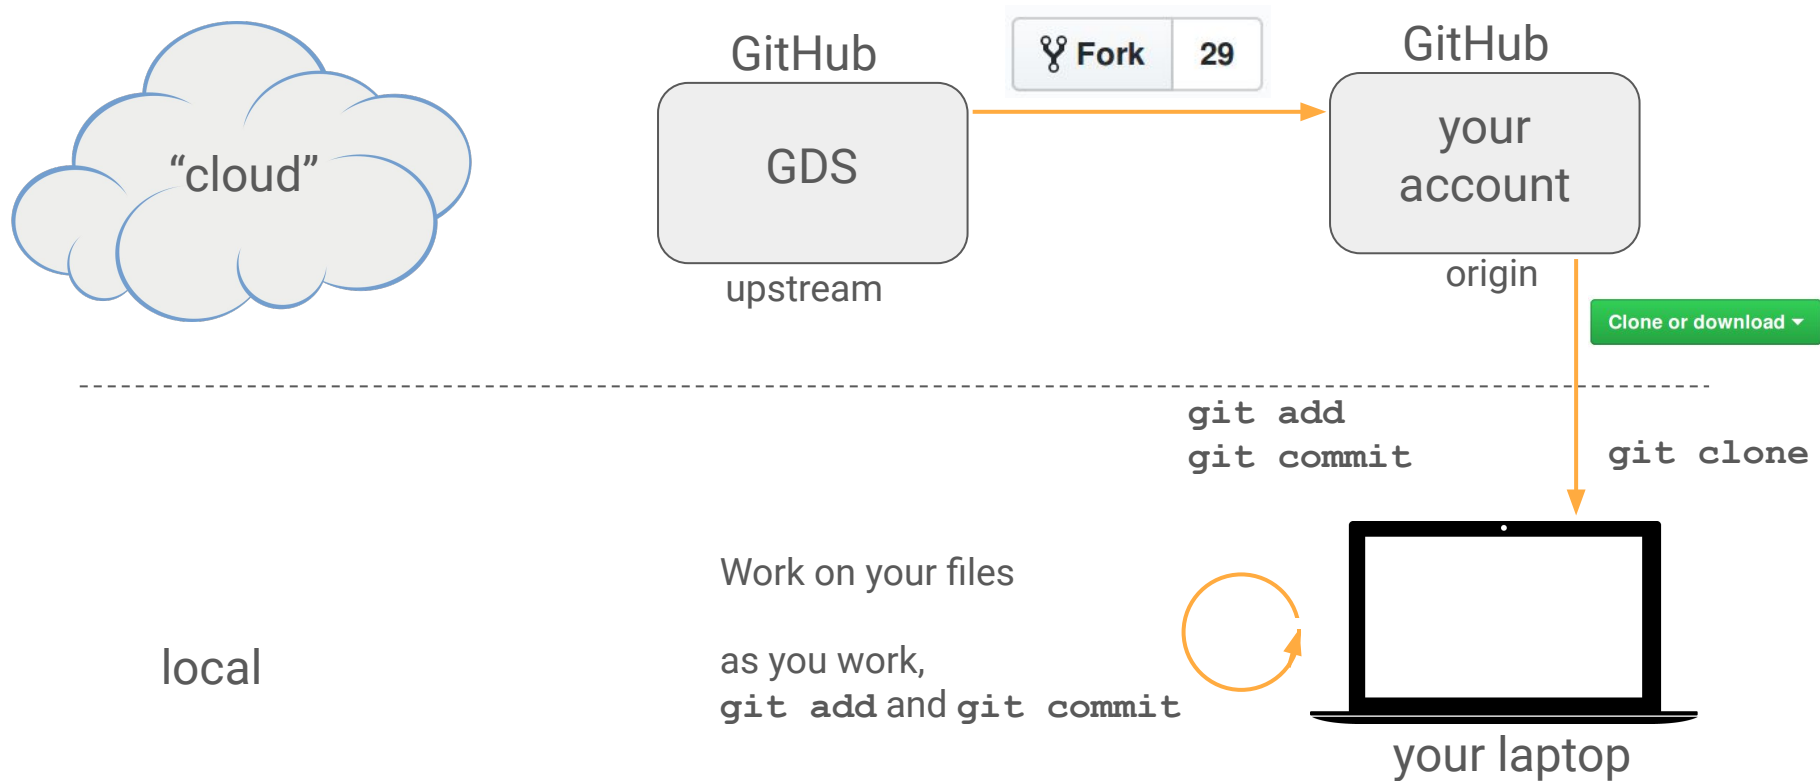 “cloud”
GitHub
GDS
upstream
Fork 29
GitHub
your
account
origin
Clone or download
git add
git commit
git clone
local
Work on your files
as you work,
git add and git commit
your laptop